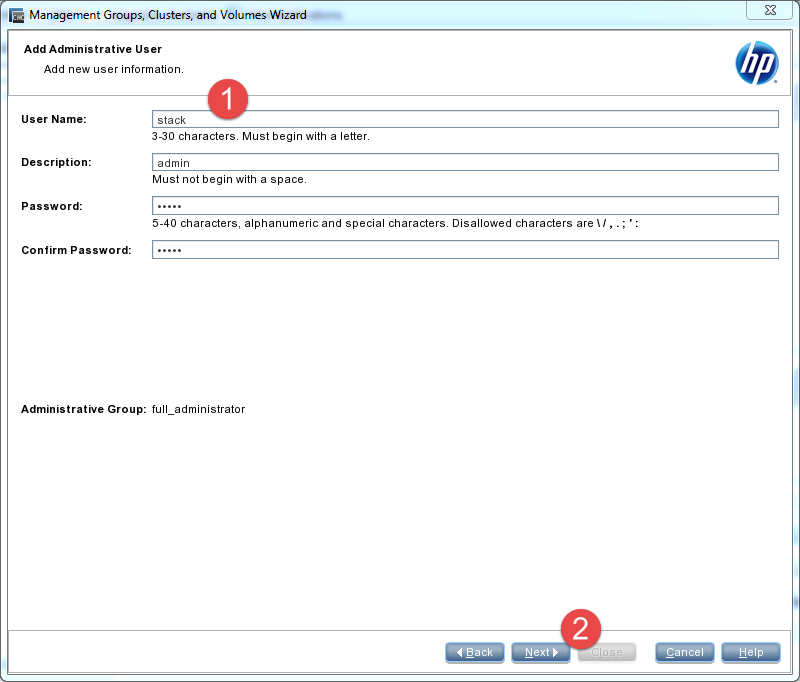 CMC Management Groups, Clusters, and Volumes Wizard
Add Administrative User
Add new user information.
hp
1
User Name: stack
3-30 characters. Must begin with a letter.
Description: admin
Must not begin with a space.
Password: •••••
5-40 characters, alphanumeric and special characters. Disallowed characters are \ / , . ; ' :
Confirm Password: •••••
Administrative Group: full_administrator
2
Back Next Close Cancel Help